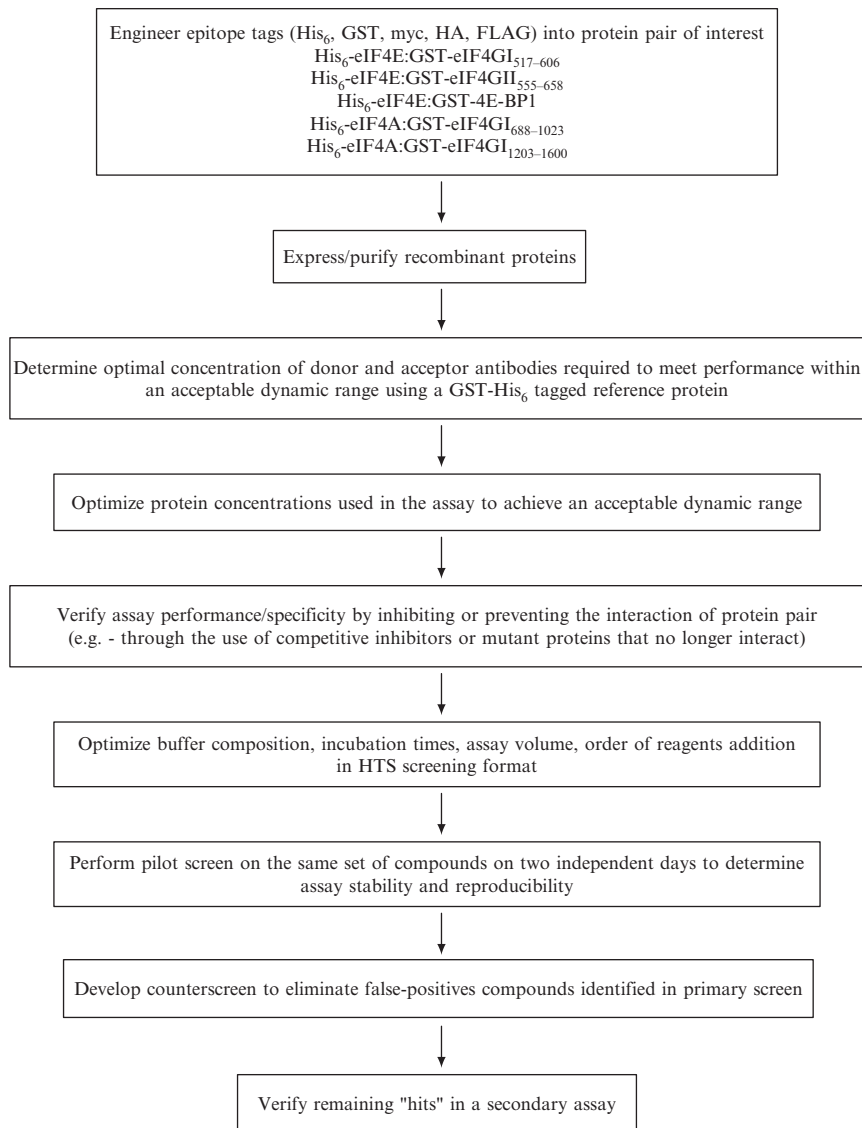 Engineer epitope tags (His₆, GST, myc, HA, FLAG) into protein pair of interest
His₆-eIF4E:GST-eIF4GI₅₁₇₋₆₀₆
His₆-eIF4E:GST-eIF4GII₅₅₅₋₆₅₈
His₆-eIF4E:GST-4E-BP1
His₆-eIF4A:GST-eIF4GI₆₈₈₋₁₀₂₃
His₆-eIF4A:GST-eIF4GI₁₂₀₃₋₁₆₀₀
Express/purify recombinant proteins
Determine optimal concentration of donor and acceptor antibodies required to meet performance within
an acceptable dynamic range using a GST-His₆ tagged reference protein
Optimize protein concentrations used in the assay to achieve an acceptable dynamic range
Verify assay performance/specificity by inhibiting or preventing the interaction of protein pair
(e.g. - through the use of competitive inhibitors or mutant proteins that no longer interact)
Optimize buffer composition, incubation times, assay volume, order of reagents addition
in HTS screening format
Perform pilot screen on the same set of compounds on two independent days to determine
assay stability and reproducibility
Develop counterscreen to eliminate false-positives compounds identified in primary screen
Verify remaining "hits" in a secondary assay